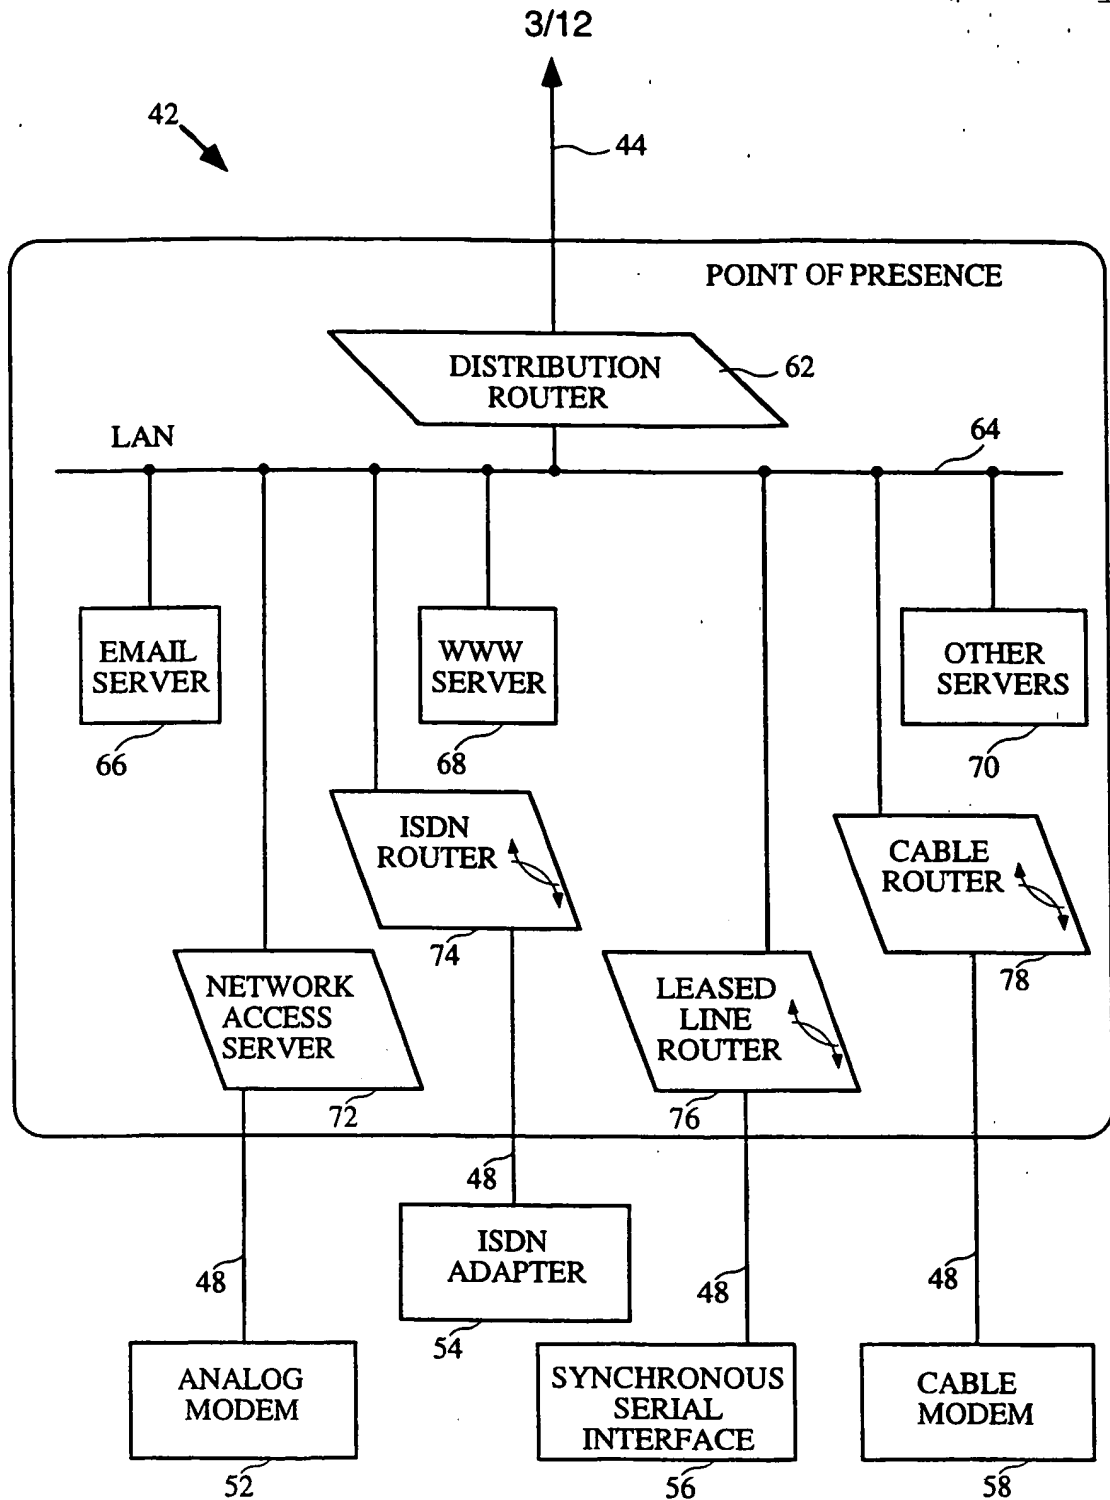 3/12
42
44
POINT OF PRESENCE
DISTRIBUTION
ROUTER
62
LAN
64
EMAIL
SERVER
66
WWW
SERVER
68
OTHER
SERVERS
70
ISDN
ROUTER
74
CABLE
ROUTER
78
NETWORK
ACCESS
SERVER
72
LEASED
LINE
ROUTER
76
48
48
48
48
ISDN
ADAPTER
54
ANALOG
MODEM
52
SYNCHRONOUS
SERIAL
INTERFACE
56
CABLE
MODEM
58